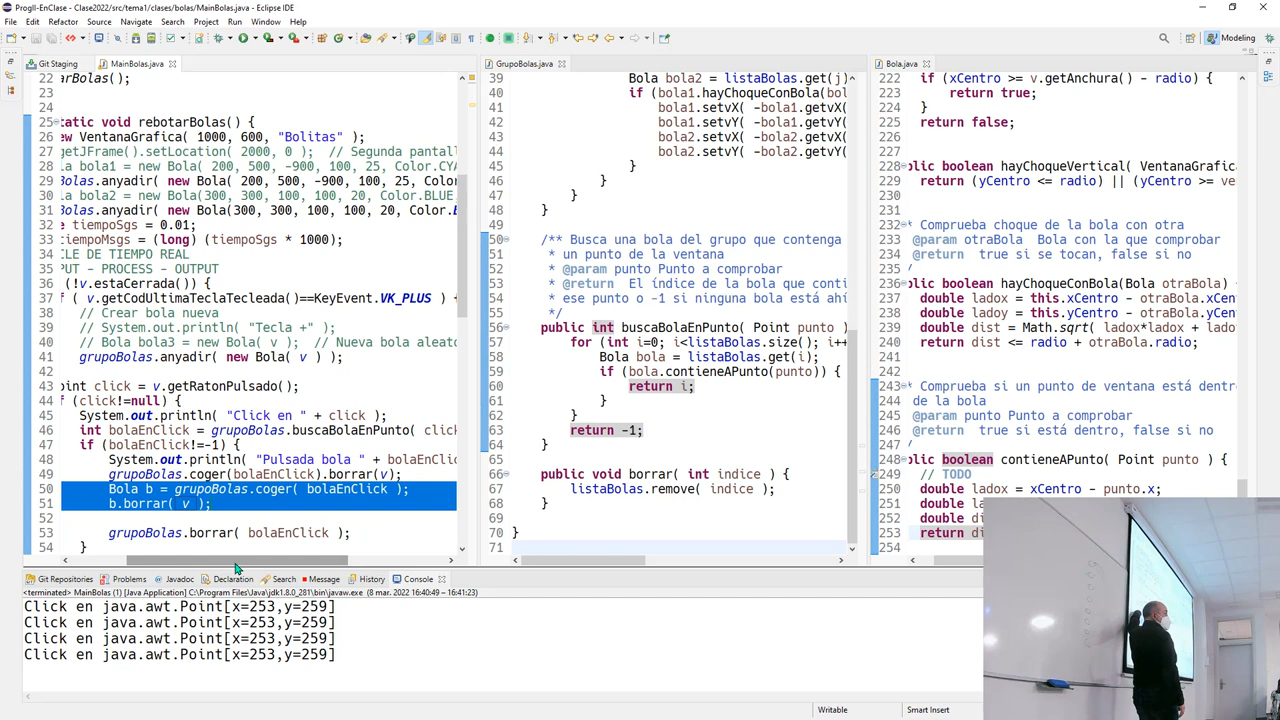 ProgII-EnClase - Clase2022/src/tema1/clases/bolas/MainBolas.java - Eclipse IDE
File Edit Refactor Source Navigate Search Project Run Window Help
Modeling
Git Staging
MainBolas.java
22 arBolas();
23
24
25 tatic void rebotarBolas() {
26 ew VentanaGrafica( 1000, 600, "Bolitas" );
27 getJFrame().setLocation( 2000, 0 ); // Segunda pantal
28 la bola1 = new Bola( 200, 500, -900, 100, 25, Color.CYA
29 Bolas.anyadir( new Bola( 200, 500, -900, 100, 25, Color.
30 la bola2 = new Bola(300, 300, 100, 100, 20, Color.BLUE,
31 Bolas.anyadir( new Bola(300, 300, 100, 100, 20, Color.B
32 e tiempoSgs = 0.01;
33 tiempoMsgs = (long) (tiempoSgs * 1000);
34 CLE DE TIEMPO REAL
35 PUT - PROCESS - OUTPUT
36 (!v.estaCerrada()) {
37 f ( v.getCodUltimaTeclaTecleada()==KeyEvent.VK_PLUS ) {
38 // Crear bola nueva
39 // System.out.println( "Tecla +" );
40 // Bola bola3 = new Bola( v ); // Nueva bola aleato
41 grupoBolas.anyadir( new Bola( v ) );
42
43 oint click = v.getRatonPulsado();
44 f (click!=null) {
45 System.out.println( "Click en " + click );
46 int bolaEnClick = grupoBolas.buscaBolaEnPunto( click
47 if (bolaEnClick!=-1) {
48 System.out.println( "Pulsada bola " + bolaEnCli
49 grupoBolas.coger(bolaEnClick).borrar(v);
50 Bola b = grupoBolas.coger( bolaEnClick );
51 b.borrar( v );
52
53 grupoBolas.borrar( bolaEnClick );
54 }
GrupoBolas.java
39 Bola bola2 = listaBolas.get(j)
40 if (bola1.hayChoqueConBola(bol
41 bola1.setvX( -bola1.getvX(
42 bola1.setvY( -bola1.getvY(
43 bola2.setvX( -bola2.getvX(
44 bola2.setvY( -bola2.getvY(
45 }
46 }
47 }
48 }
49
50 /** Busca una bola del grupo que contenga
51 * un punto de la ventana
52 * @param punto Punto a comprobar
53 * @return El índice de la bola que conti
54 * ese punto o -1 si ninguna bola está ahí
55 */
56 public int buscaBolaEnPunto( Point punto )
57 for (int i=0; i<listaBolas.size(); i++
58 Bola bola = listaBolas.get(i);
59 if (bola.contieneAPunto(punto)) {
60 return i;
61 }
62 }
63 return -1;
64 }
65
66 public void borrar( int indice ) {
67 listaBolas.remove( indice );
68 }
69
70 }
71
Bola.java
222 if (xCentro >= v.getAnchura() - radio) {
223 return true;
224 }
225 return false;
226
227
228 blic boolean hayChoqueVertical( VentanaGrafica
229 return (yCentro <= radio) || (yCentro >= ve
231
232 * Comprueba choque de la bola con otra
233 @param otraBola Bola con la que comprobar
234 @return true si se tocan, false si no
235 /
236 blic boolean hayChoqueConBola(Bola otraBola) {
237 double ladox = this.xCentro - otraBola.xCent
238 double ladoy = this.yCentro - otraBola.yCent
239 double dist = Math.sqrt( ladox*ladox + lado
240 return dist <= radio + otraBola.radio;
241
242
243 * Comprueba si un punto de ventana está dentr
244 de la bola
245 @param punto Punto a comprobar
246 @return true si está dentro, false si no
247 /
248 blic boolean contieneAPunto( Point punto ) {
249 // TODO
250 double ladox = xCentro - punto.x;
251 double lado
252 double dis
253 return di
254
Git Repositories Problems Javadoc Declaration Search Message History Console
<terminated> MainBolas (1) [Java Application] C:\Program Files\Java\jdk1.8.0_281\bin\javaw.exe (8 mar. 2022 16:40:49 – 16:41:23)
Click en java.awt.Point[x=253,y=259]
Click en java.awt.Point[x=253,y=259]
Click en java.awt.Point[x=253,y=259]
Click en java.awt.Point[x=253,y=259]
Writable
Smart Insert